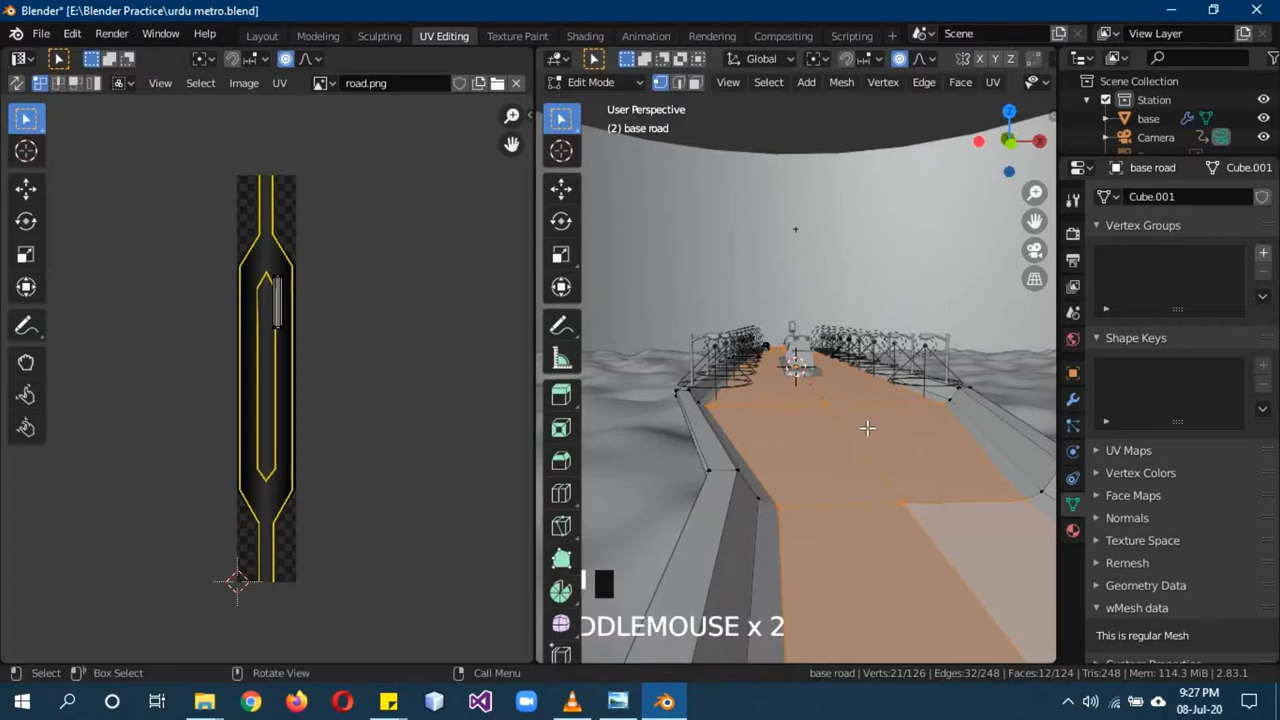 Blender* [E:\Blender Practice\urdu metro.blend]
File Edit Render Window Help Layout Modeling Sculpting UV Editing Texture Paint Shading Animation Rendering Compositing Scripting + Scene View Layer
Global X Y Z
View Select Image UV road.png Edit Mode View Select Add Mesh Vertex Edge Face UV
Scene Collection
Station
base
Camera
User Perspective
(2) base road
base road Cube.001
Cube.001
Vertex Groups
Shape Keys
UV Maps
Vertex Colors
Face Maps
Normals
Texture Space
Remesh
Geometry Data
wMesh data
This is regular Mesh
DDLEMOUSE x 2
Select Box Select Rotate View Call Menu base road | Verts:21/126 | Edges:32/248 | Faces:12/124 | Tris:248 | Mem: 114.3 MiB | 2.83.1
9:27 PM
08-Jul-20